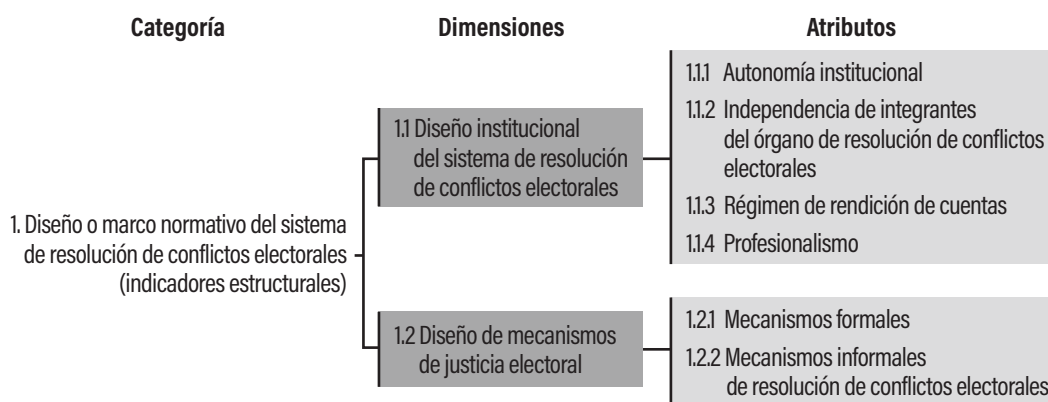 Categoría
Dimensiones
Atributos
1. Diseño o marco normativo del sistema
de resolución de conflictos electorales
(indicadores estructurales)
1.1 Diseño institucional
del sistema de resolución
de conflictos electorales
1.1.1 Autonomía institucional
1.1.2 Independencia de integrantes
del órgano de resolución de conflictos
electorales
1.1.3 Régimen de rendición de cuentas
1.1.4 Profesionalismo
1.2 Diseño de mecanismos
de justicia electoral
1.2.1 Mecanismos formales
1.2.2 Mecanismos informales
de resolución de conflictos electorales